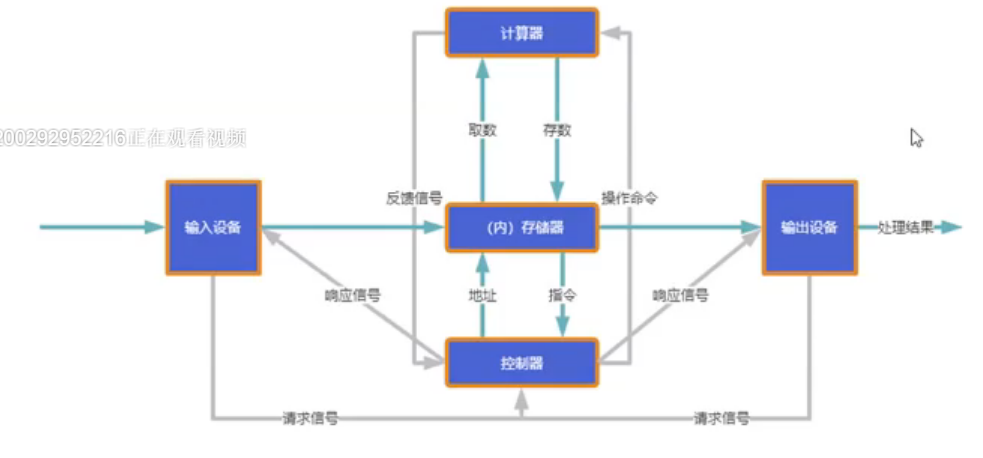 计算器
取数
存数
200292952216正在观看视频
反馈信号
操作命令
输入设备
（内）存储器
输出设备
处理结果
响应信号
地址
指令
响应信号
控制器
请求信号
请求信号